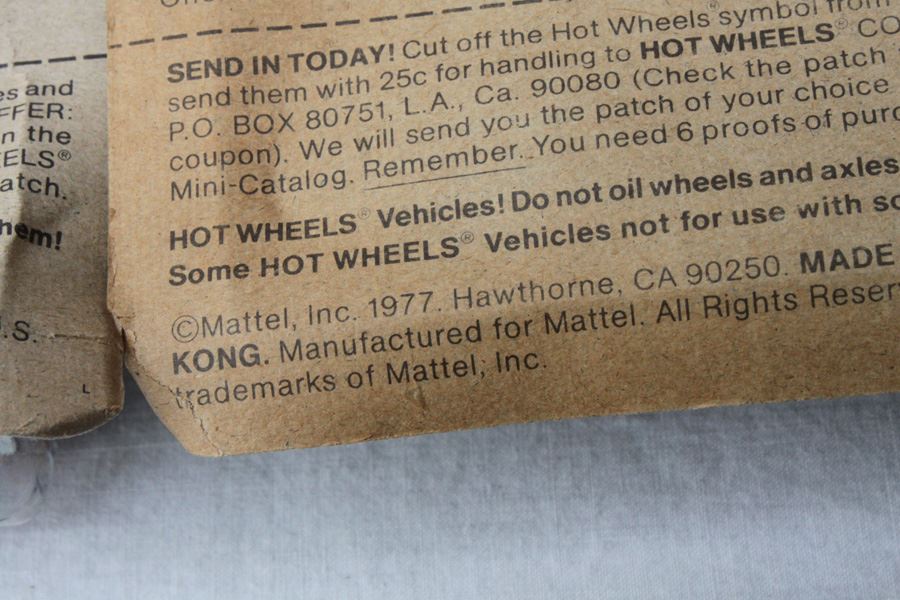 es and
FFER:
n the
EELS®
atch.
hem!
.S.
L
SEND IN TODAY! Cut off the Hot Wheels® symbol from
send them with 25c for handling to HOT WHEELS® CO
P.O. BOX 80751, L.A., Ca. 90080 (Check the patch
coupon). We will send you the patch of your choice
Mini-Catalog. Remember. You need 6 proofs of purc
HOT WHEELS® Vehicles! Do not oil wheels and axles
Some HOT WHEELS® Vehicles not for use with so
©Mattel, Inc. 1977. Hawthorne, CA 90250. MADE
KONG. Manufactured for Mattel. All Rights Reser
trademarks of Mattel, Inc.